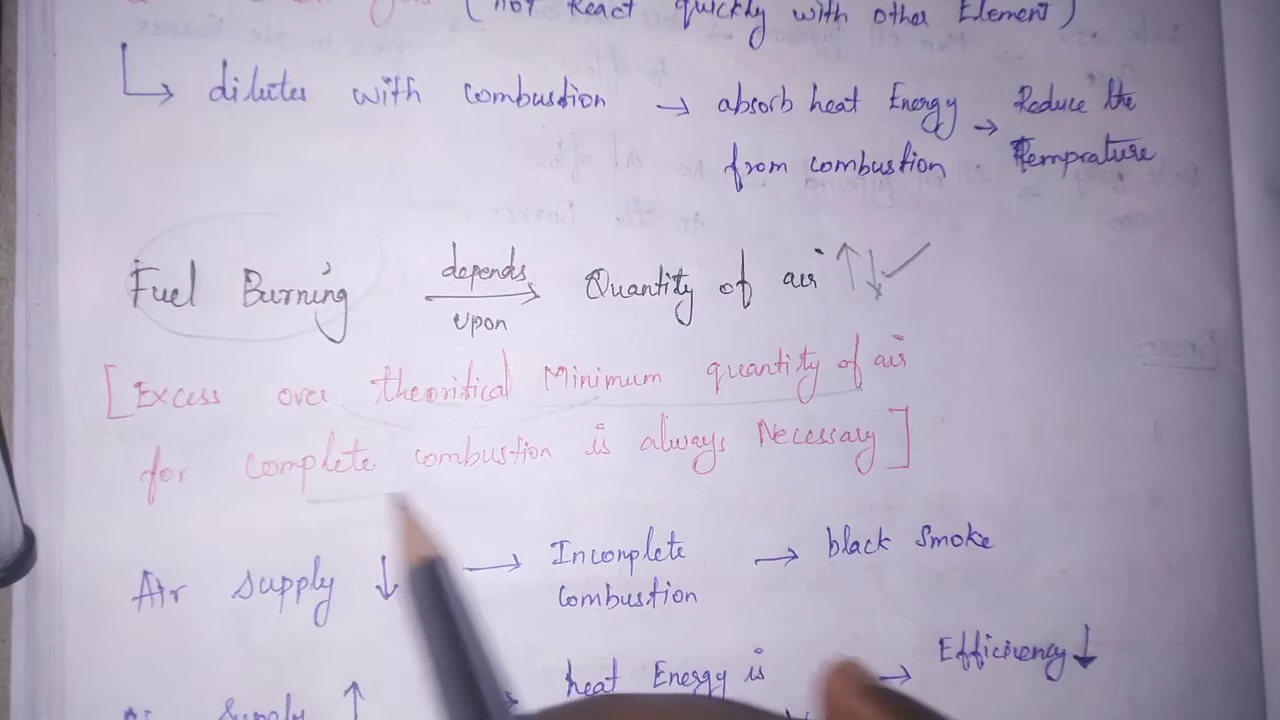 (not React quickly with other Element)
↳ dilutes with combustion → absorb heat Energy from combustion → Reduce the Temprature
Fuel Burning depends upon → Quantity of air ↑↓✓
[Excess over theoritical Minimum quantity of air
for complete combustion is always Necessary]
Air supply ↓ → Incomplete combustion → black smoke
supply ↑ heat Energy is → Efficiency ↓